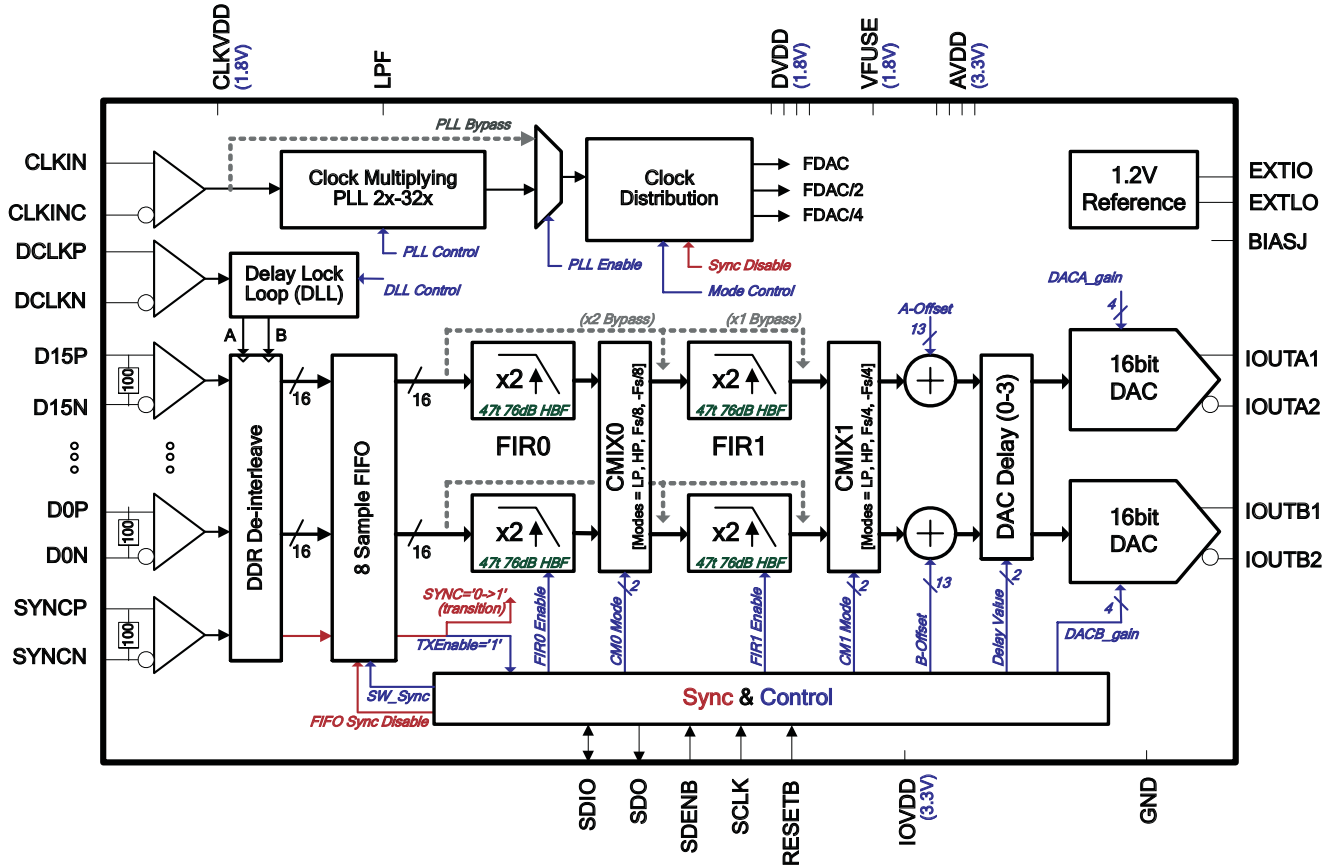 CLKVDD
(1.8V)
LPF
DVDD
(1.8V)
VFUSE
(1.8V)
AVDD
(3.3V)
CLKIN
CLKINC
PLL Bypass
Clock Multiplying
PLL 2x-32x
Clock
Distribution
FDAC
FDAC/2
FDAC/4
1.2V
Reference
EXTIO
EXTLO
BIASJ
DCLKP
DCLKN
Delay Lock
Loop (DLL)
PLL Control
DLL Control
PLL Enable
Sync Disable
Mode Control
DACA_gain
4
A
B
(x2 Bypass)
(x1 Bypass)
A-Offset
13
D15P
100
D15N
16
16
x2
47t 76dB HBF
FIR0
x2
47t 76dB HBF
FIR1
16bit
DAC
IOUTA1
IOUTA2
DDR De-interleave
8 Sample FIFO
CMIX0
[Modes = LP, HP, Fs/8, -Fs/8]
CMIX1
[Modes = LP, HP, Fs/4, -Fs/4]
DAC Delay (0-3)
D0P
100
D0N
16
16
x2
47t 76dB HBF
x2
47t 76dB HBF
16bit
DAC
IOUTB1
IOUTB2
SYNCP
100
SYNCN
SYNC='0->1'
(transition)
TXEnable='1'
FIR0 Enable
CM0 Mode
2
FIR1 Enable
CM1 Mode
2
B-Offset
13
Delay Value
2
DACB_gain
4
SW_Sync
FIFO Sync Disable
Sync & Control
SDIO
SDO
SDENB
SCLK
RESETB
IOVDD
(3.3V)
GND